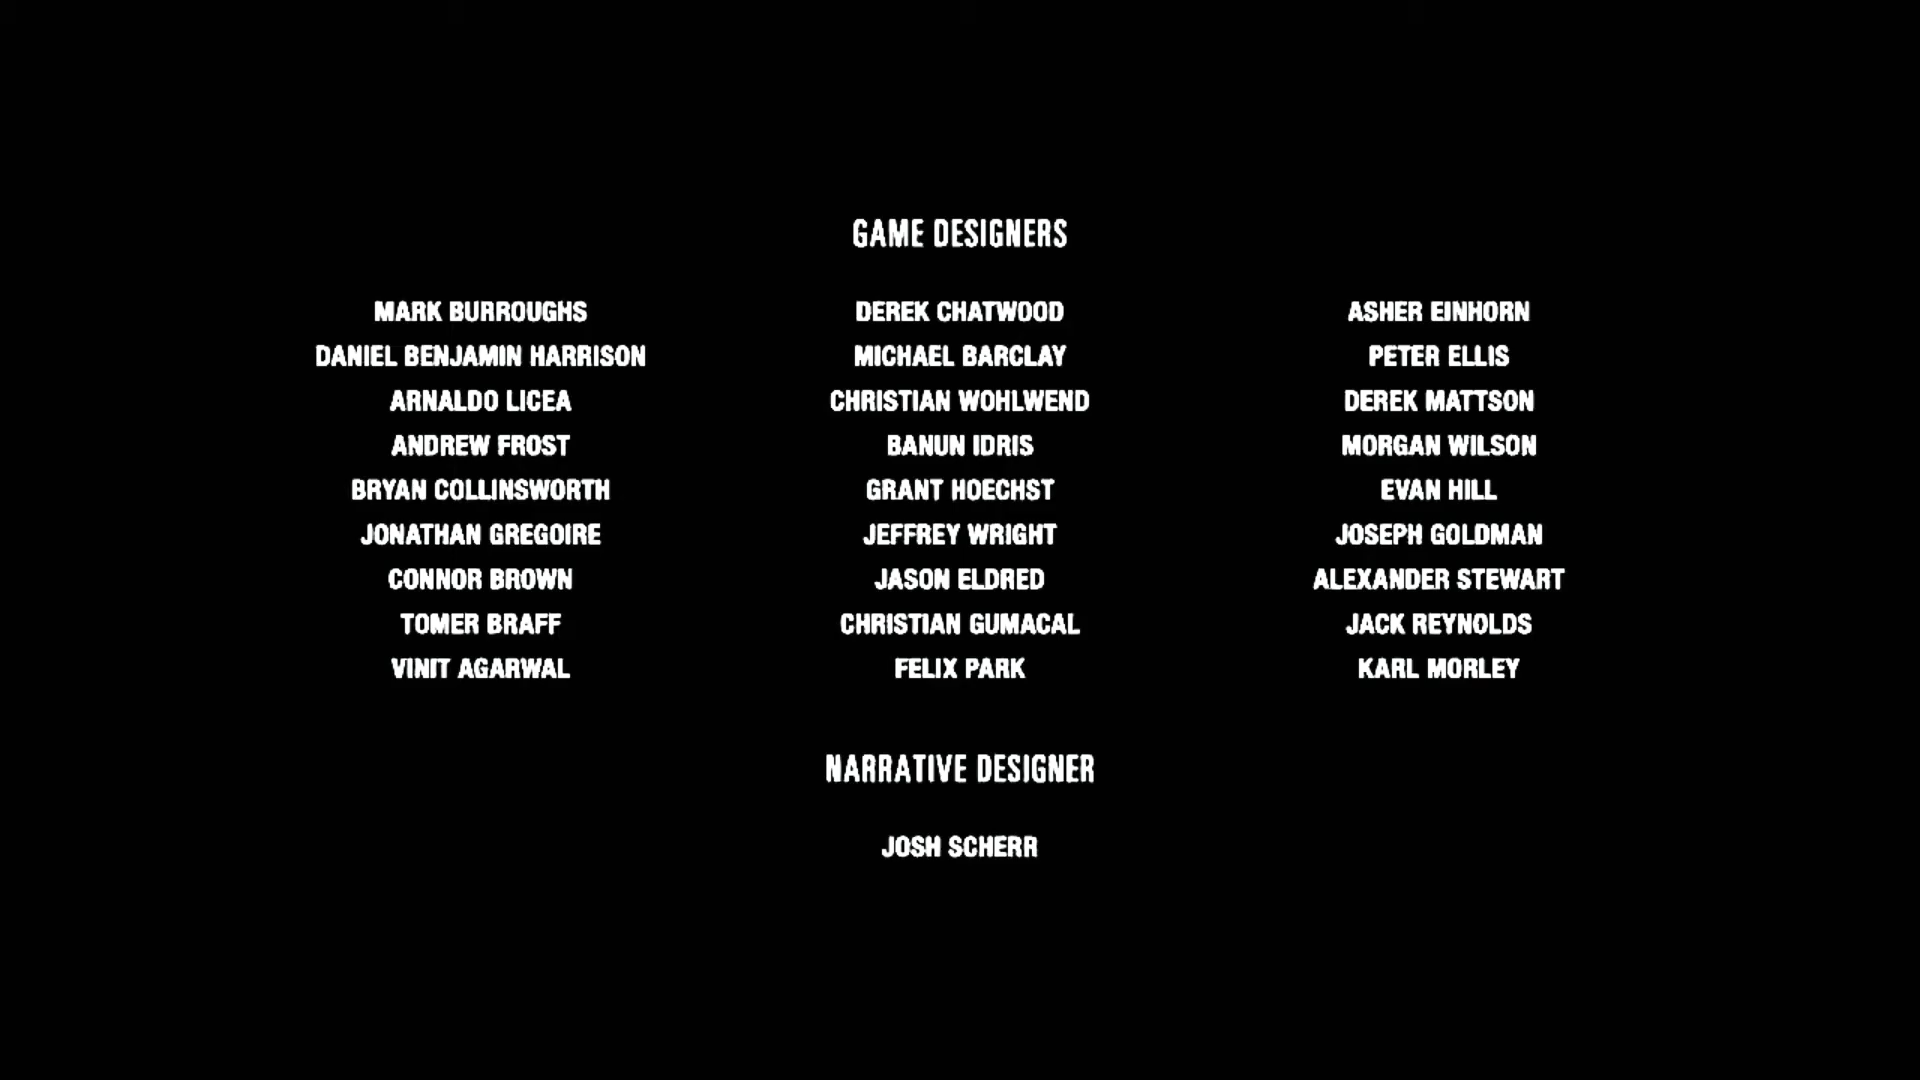 GAME DESIGNERS
MARK BURROUGHS DEREK CHATWOOD ASHER EINHORN
DANIEL BENJAMIN HARRISON MICHAEL BARCLAY PETER ELLIS
ARNALDO LICEA CHRISTIAN WOHLWEND DEREK MATTSON
ANDREW FROST BANUN IDRIS MORGAN WILSON
BRYAN COLLINSWORTH GRANT HOECHST EVAN HILL
JONATHAN GREGOIRE JEFFREY WRIGHT JOSEPH GOLDMAN
CONNOR BROWN JASON ELDRED ALEXANDER STEWART
TOMER BRAFF CHRISTIAN GUMACAL JACK REYNOLDS
VINIT AGARWAL FELIX PARK KARL MORLEY
NARRATIVE DESIGNER
JOSH SCHERR